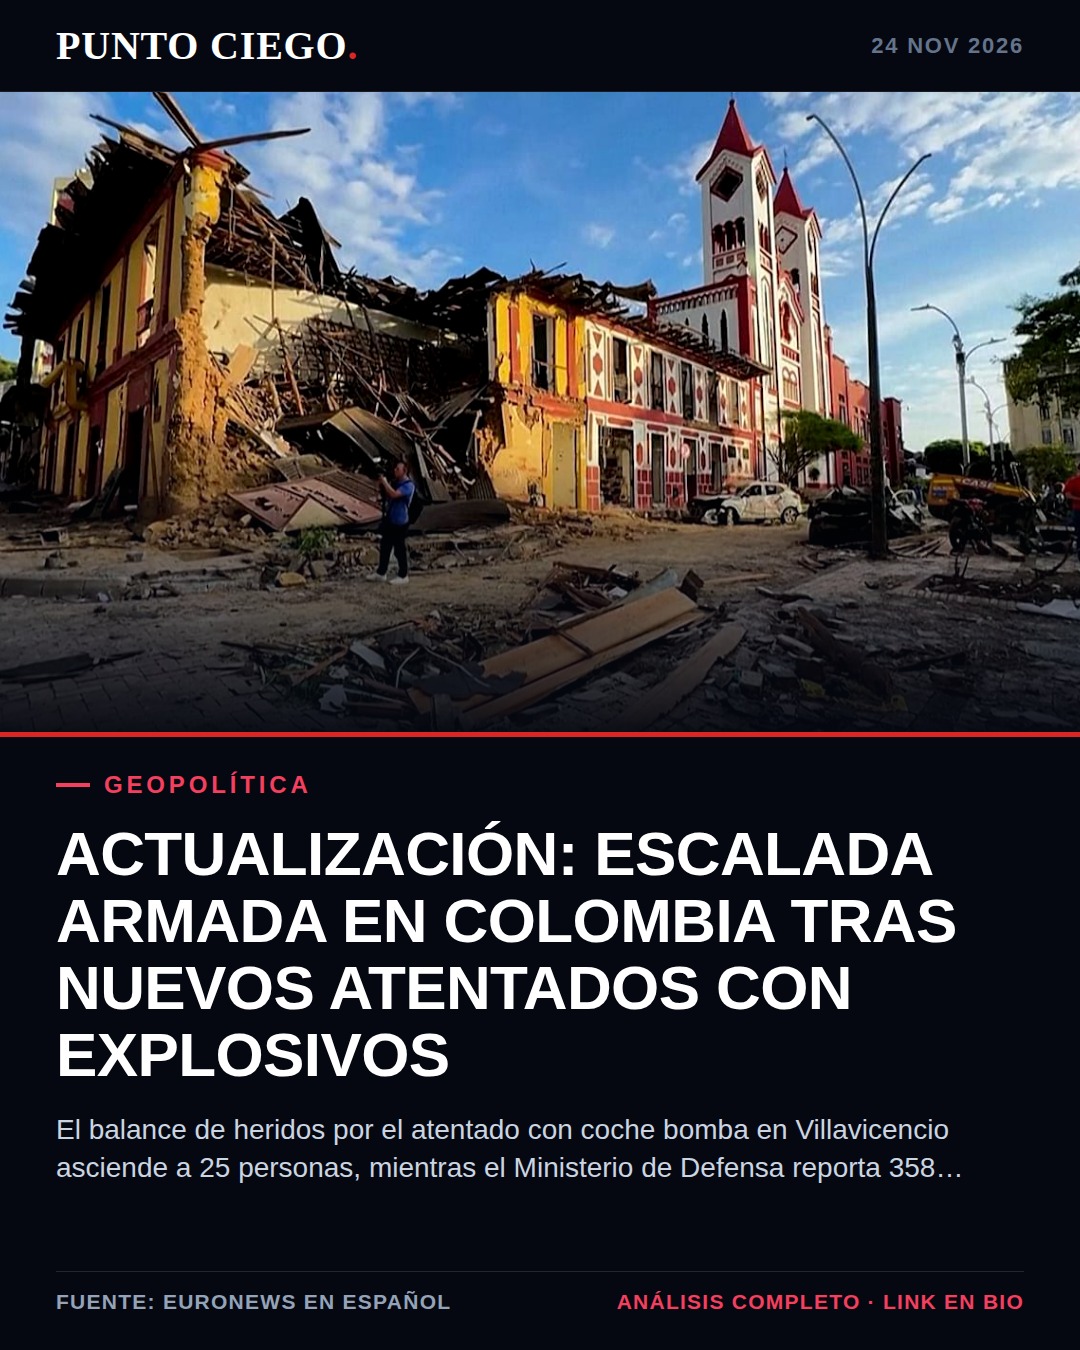 PUNTO CIEGO.
24 NOV 2026
CASE
GEOPOLÍTICA
ACTUALIZACIÓN: ESCALADA
ARMADA EN COLOMBIA TRAS
NUEVOS ATENTADOS CON
EXPLOSIVOS
El balance de heridos por el atentado con coche bomba en Villavicencio
asciende a 25 personas, mientras el Ministerio de Defensa reporta 358…
FUENTE: EURONEWS EN ESPAÑOL
ANÁLISIS COMPLETO · LINK EN BIO